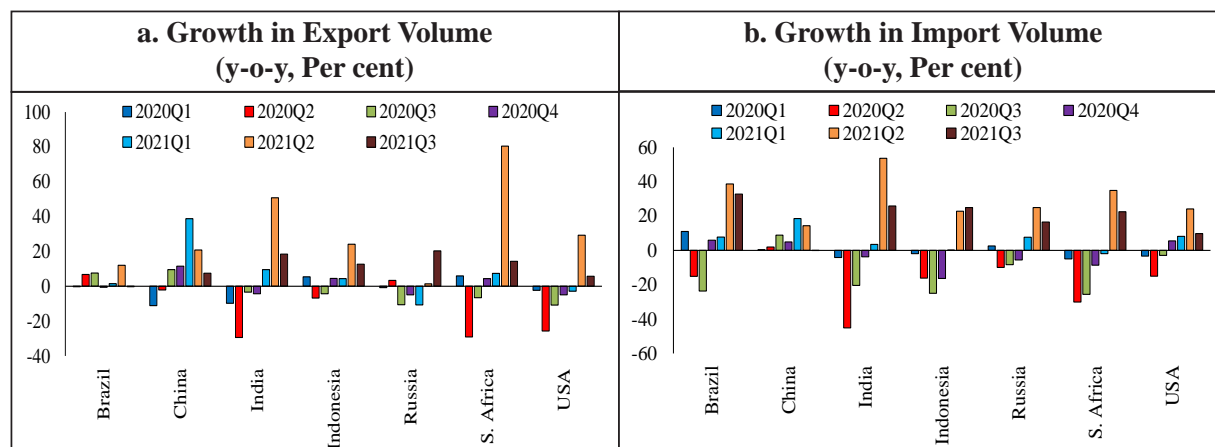 a. Growth in Export Volume
(y-o-y, Per cent)
2020Q1 2020Q2 2020Q3 2020Q4
2021Q1 2021Q2 2021Q3
100
80
60
40
20
0
-20
-40
Brazil
China
India
Indonesia
Russia
S. Africa
USA
b. Growth in Import Volume
(y-o-y, Per cent)
2020Q1 2020Q2 2020Q3 2020Q4
2021Q1 2021Q2 2021Q3
60
40
20
0
-20
-40
-60
Brazil
China
India
Indonesia
Russia
S. Africa
USA